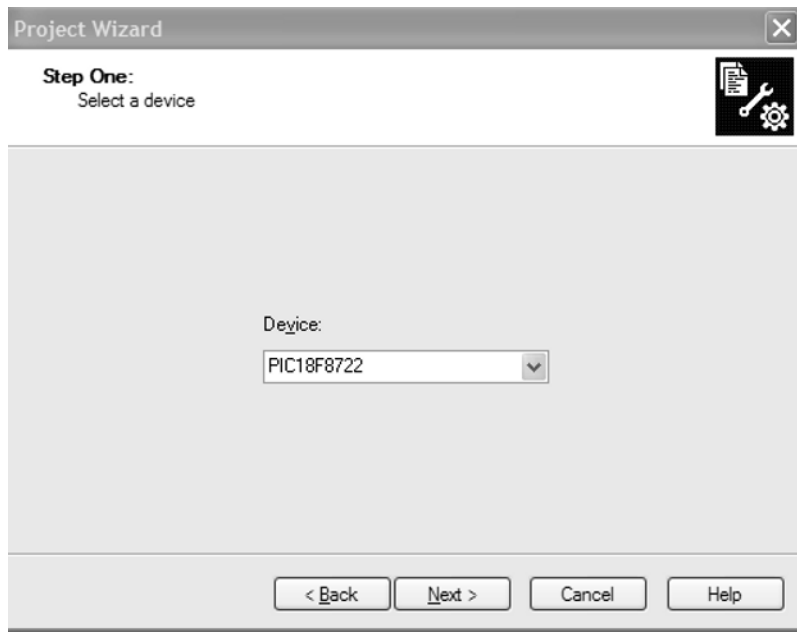 Project Wizard
Step One:
Select a device
Device:
PIC18F8722
< Back Next > Cancel Help